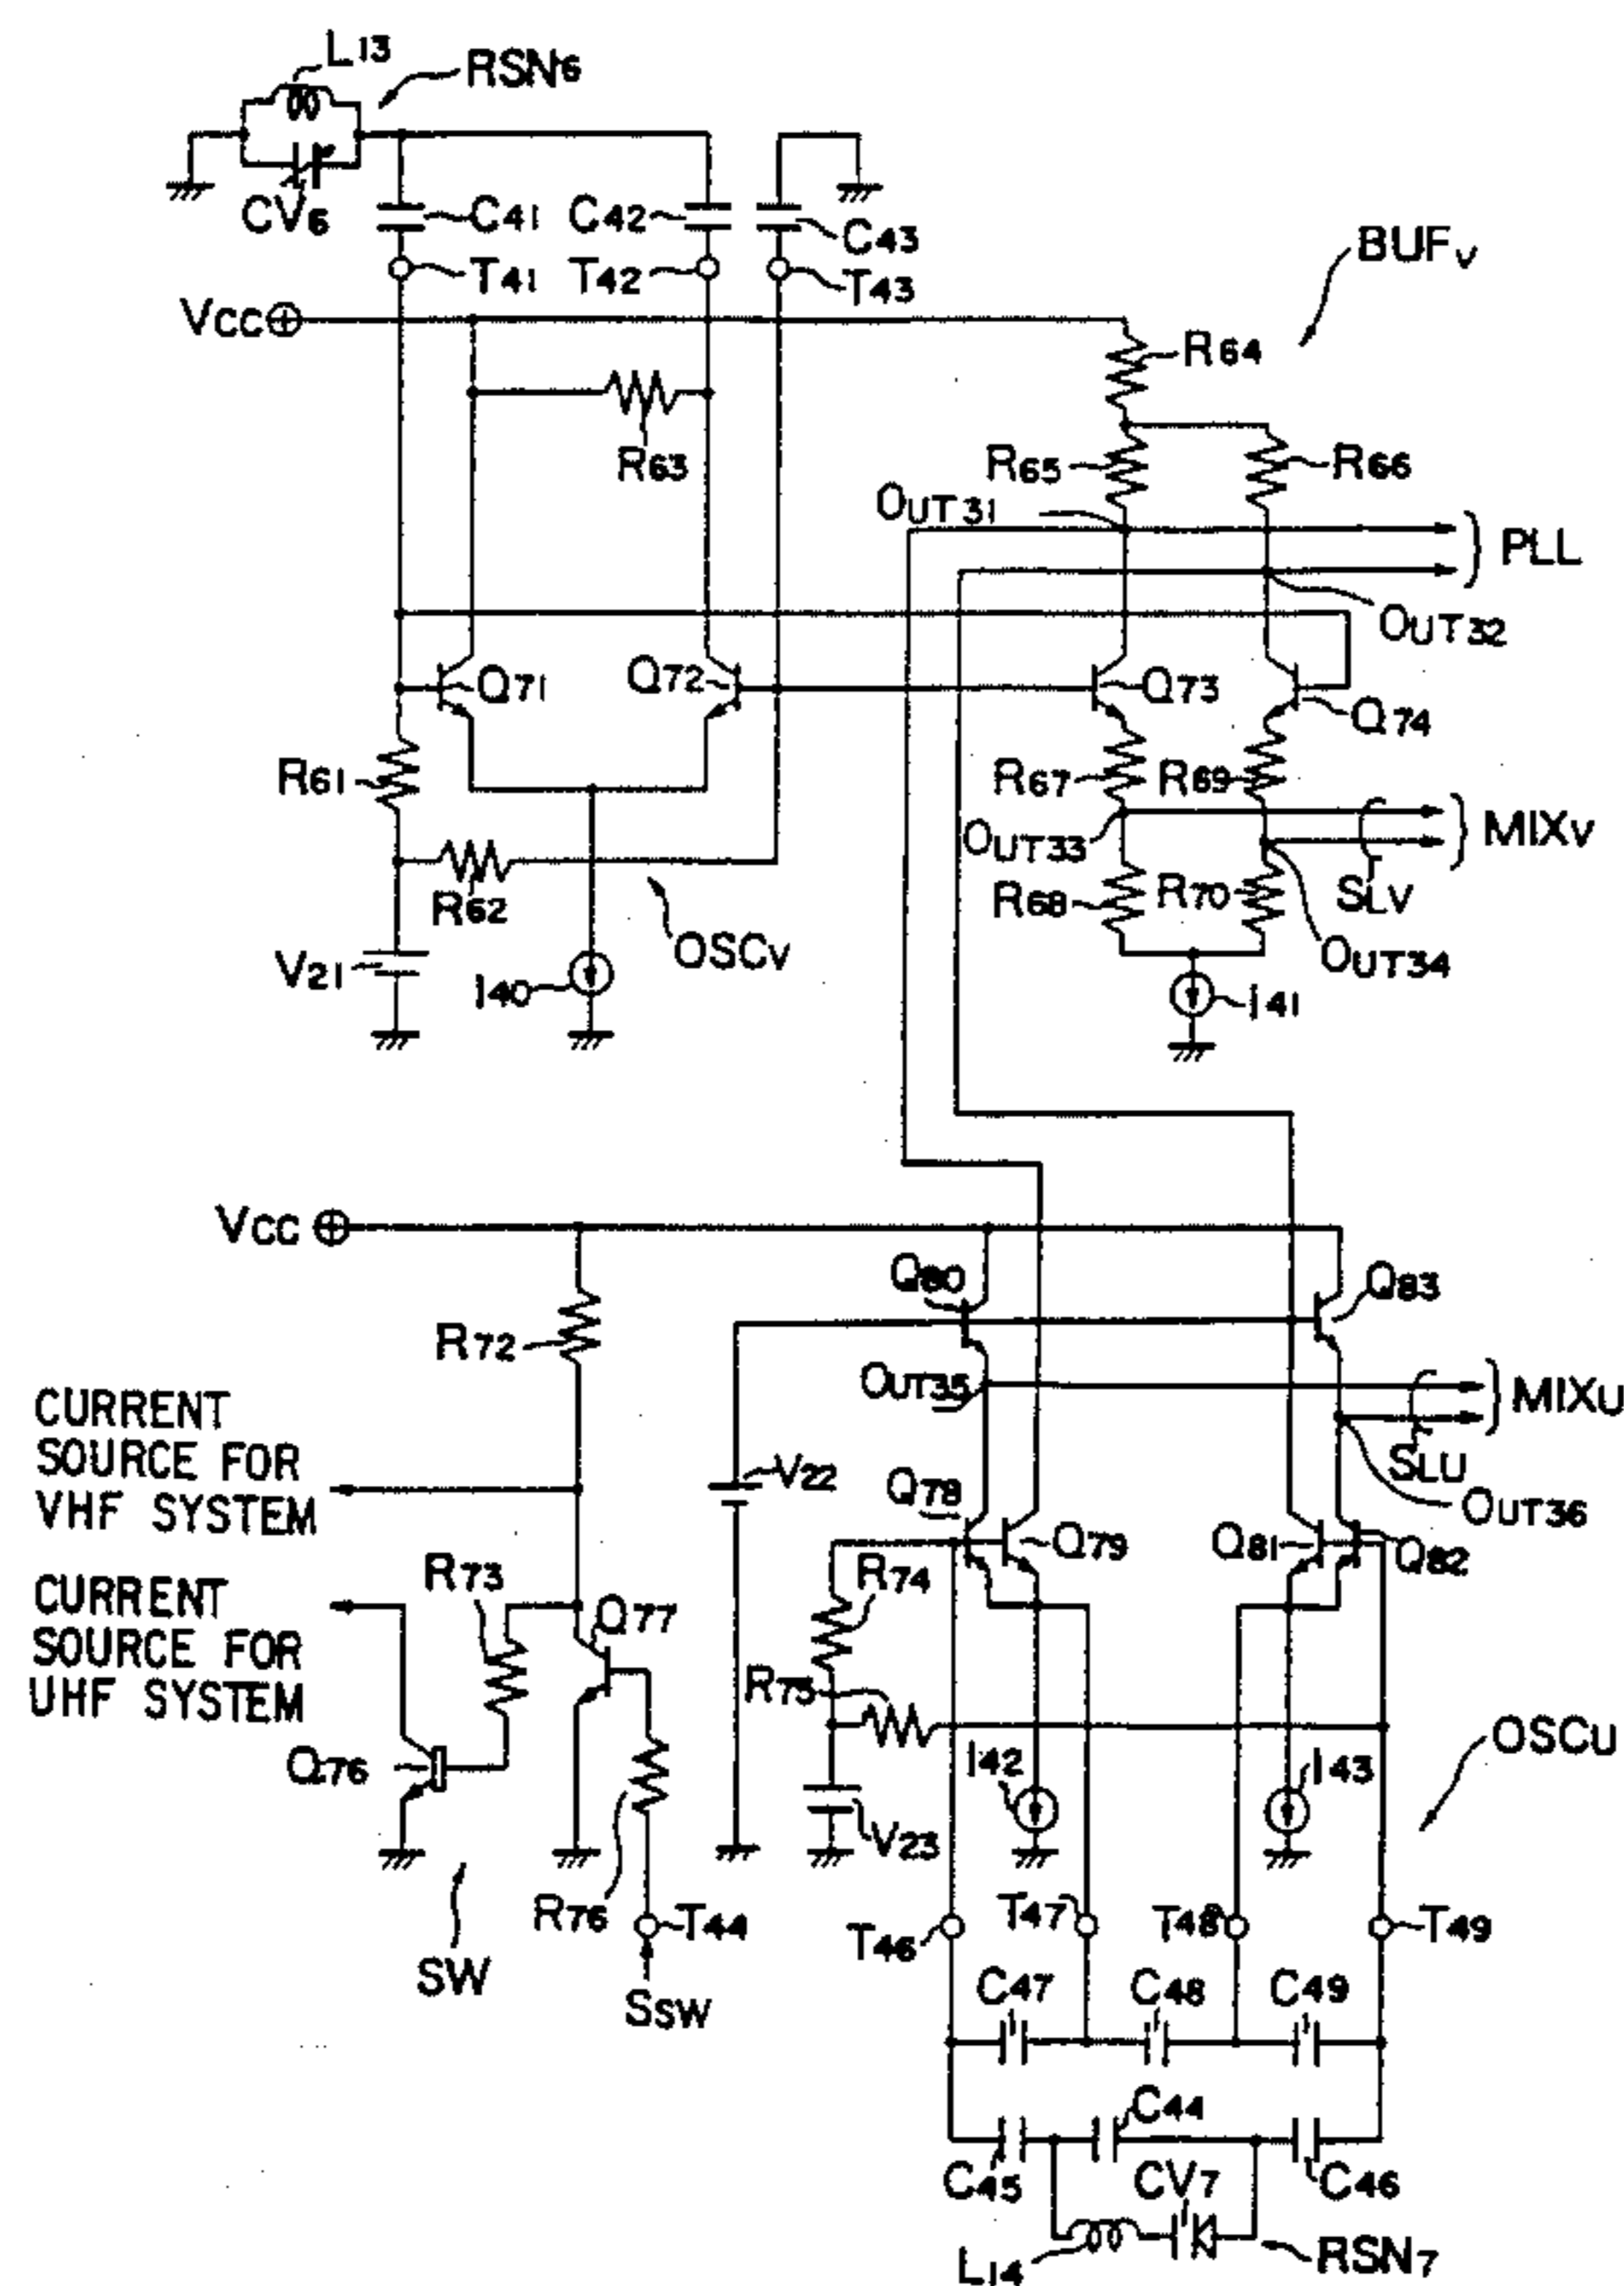 L13
RSN6
CV6
C41
C42
C43
T41
T42
T43
BUFV
VCC
R64
R63
R65
R66
OUT31
PLL
OUT32
Q71
Q72
Q73
Q74
R61
R67
R69
OUT33
MIXV
R62
R68
R70
SLV
V21
I40
OSCV
OUT34
I41
VCC
Q80
Q83
R72
OUT35
MIXU
CURRENT
SOURCE FOR
VHF SYSTEM
V22
Q78
SLU
OUT36
Q79
Q81
Q82
R73
R74
CURRENT
SOURCE FOR
UHF SYSTEM
Q77
R75
Q76
I42
I43
OSCU
V23
R76
T44
T46
T47
T48
T49
SW
SSW
C47
C48
C49
C44
C45
CV7
C46
L14
RSN7